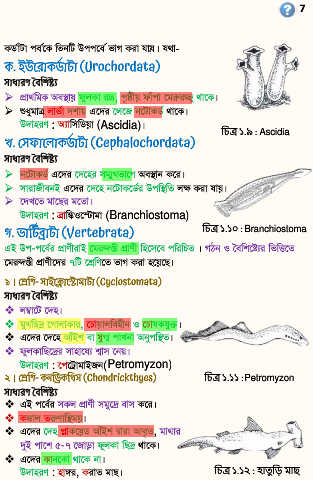 7
কর্ডাটা পর্বকে তিনটি উপপর্বে ভাগ করা যায়। যথা-
ক. ইউরোকর্ডাটা (Urochordata)
সাধারণ বৈশিষ্ট্য
➤ প্রাথমিক অবস্থায় ফুলকা রন্ধ্র, পৃষ্ঠীয় ফাঁপা স্নায়ুরজ্জু থাকে।
➤ শুধুমাত্র লার্ভা দশায় এদের লেজে নটোকর্ড থাকে।
উদাহরণ : অ্যাসিডিয়া (Ascidia)।
চিত্র ১.৯ : Ascidia
খ. সেফালোকর্ডাটা (Cephalochordata)
সাধারণ বৈশিষ্ট্য
➤ নটোকর্ড এদের দেহের সম্মুখভাগে অবস্থান করে।
➤ সারাজীবনই এদের দেহে নটোকর্ডের উপস্থিতি লক্ষ করা যায়।
➤ দেখতে মাছের মতো।
উদাহরণ : ব্রাঙ্কিওস্টোমা (Branchiostoma)
চিত্র ১.১০ : Branchiostoma
গ. ভার্টিব্রাটা (Vertebrata)
এই উপ-পর্বের প্রাণীরাই মেরুদণ্ডী প্রাণী হিসেবে পরিচিত । গঠন ও বৈশিষ্ট্যের ভিত্তিতে
মেরুদণ্ডী প্রাণীদের ৭টি শ্রেণিতে ভাগ করা হয়েছে।
১। শ্রেণি- সাইক্লোস্টোমাটা (Cyclostomata)
সাধারণ বৈশিষ্ট্য
❖ লম্বাটে দেহ।
❖ মুখছিদ্র গোলাকার, চোয়ালবিহীন ও চোষকযুক্ত।
❖ এদের দেহে আঁইশ বা যুগ্ম পাখনা অনুপস্থিত।
❖ ফুলকাছিদ্রের সাহায্যে শ্বাস নেয়।
উদাহরণ : পেট্রোমাইজন(Petromyzon)
২। শ্রেণি- কনড্রিকথিস (Chondrickthyes)
চিত্র ১.১১ : Petromyzon
সাধারণ বৈশিষ্ট্য
❖ এই পর্বের সকল প্রাণী সমুদ্রে বাস করে।
❖ কঙ্কাল তরুণাস্থিময়।
❖ এদের দেহ প্লাকয়েড আঁইশ দ্বারা আবৃত, মাথার
দুই পাশে ৫-৭ জোড়া ফুলকা ছিদ্র থাকে।
❖ এদের কানকো থাকে না।
উদাহরণ : হাঙ্গর, করাত মাছ।
চিত্র ১.১২ : হাতুড়ি মাছ